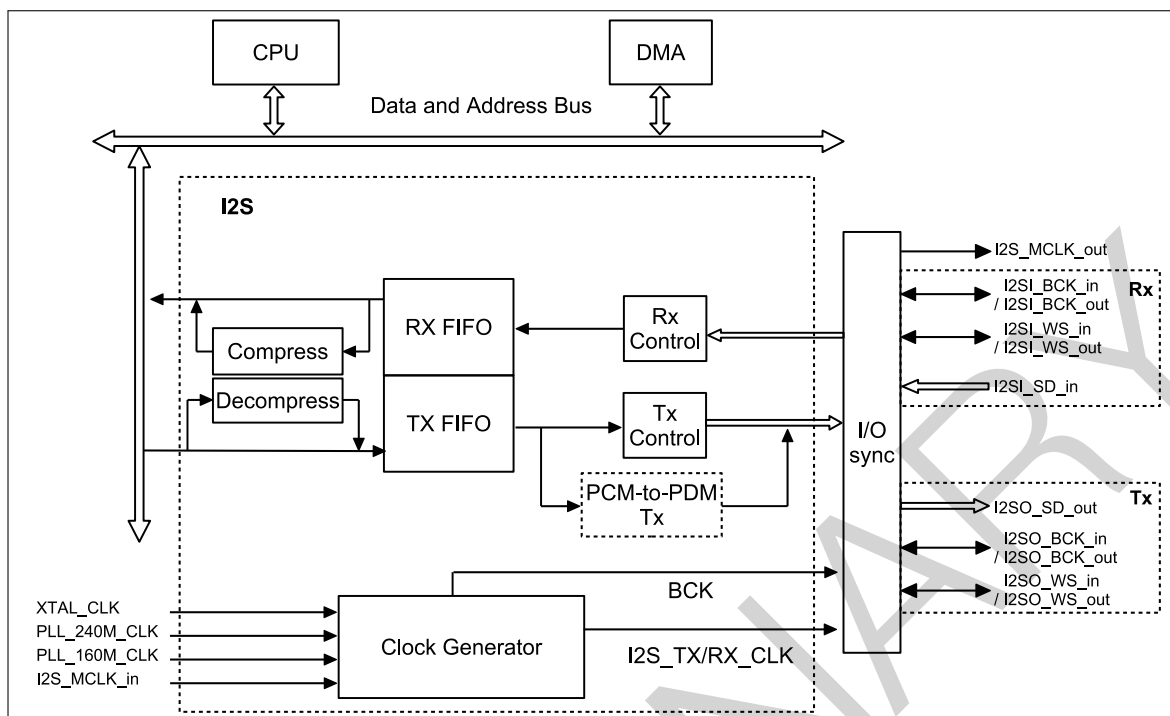 CPU
DMA
Data and Address Bus
I2S
I2S_MCLK_out
Rx
I2SI_BCK_in
/ I2SI_BCK_out
I2SI_WS_in
/ I2SI_WS_out
I2SI_SD_in
RX FIFO
Rx
Control
Compress
Decompress
TX FIFO
Tx
Control
I/O
sync
PCM-to-PDM
Tx
Tx
I2SO_SD_out
I2SO_BCK_in
/ I2SO_BCK_out
I2SO_WS_in
/ I2SO_WS_out
BCK
XTAL_CLK
PLL_240M_CLK
PLL_160M_CLK
I2S_MCLK_in
Clock Generator
I2S_TX/RX_CLK
NARY